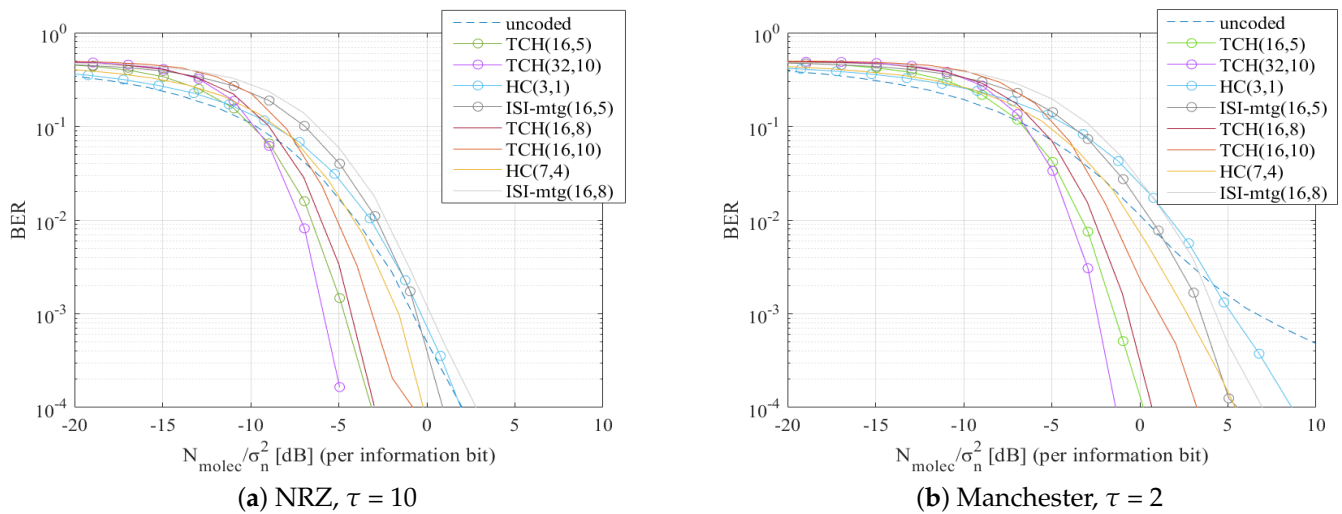 uncoded
TCH(16,5)
TCH(32,10)
HC(3,1)
ISI-mtg(16,5)
TCH(16,8)
TCH(16,10)
HC(7,4)
ISI-mtg(16,8)
10^0
10^-1
10^-2
10^-3
10^-4
BER
-20 -15 -10 -5 0 5 10
N_molec/σ_n^2 [dB] (per information bit)
(a) NRZ, τ = 10
uncoded
TCH(16,5)
TCH(32,10)
HC(3,1)
ISI-mtg(16,5)
TCH(16,8)
TCH(16,10)
HC(7,4)
ISI-mtg(16,8)
10^0
10^-1
10^-2
10^-3
10^-4
BER
-20 -15 -10 -5 0 5 10
N_molec/σ_n^2 [dB] (per information bit)
(b) Manchester, τ = 2